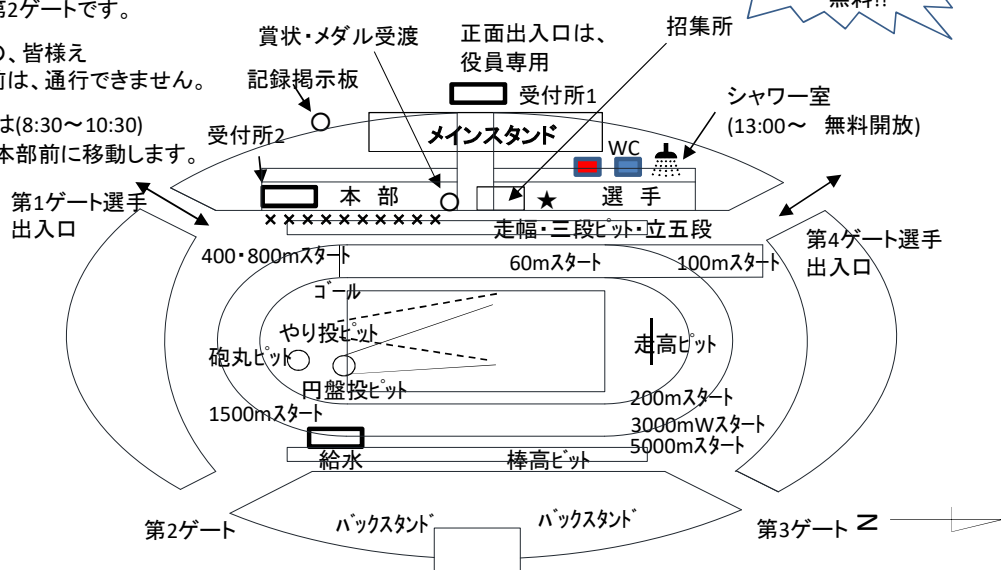 第2ゲートです。
無料!!
、皆様え
は、通行できません。
は(8:30～10:30)
本部前に移動します。
賞状・メダル受渡
正面出入口は、
役員専用
招集所
記録掲示板
受付所1
シャワー室
(13:00～ 無料開放)
受付所2
メインスタンド
WC
本 部
★
選 手
第1ゲート選手
出入口
××××××××××
走幅・三段ピット・立五段
第4ゲート選手
出入口
400・800mスタート
60mスタート
100mスタート
ゴール
やり投ピット
砲丸ピット
走高ピット
円盤投ピット
200mスタート
1500mスタート
3000mWスタート
5000mスタート
給水
棒高ピット
第2ゲート
バックスタンド
バックスタンド
第3ゲート
N